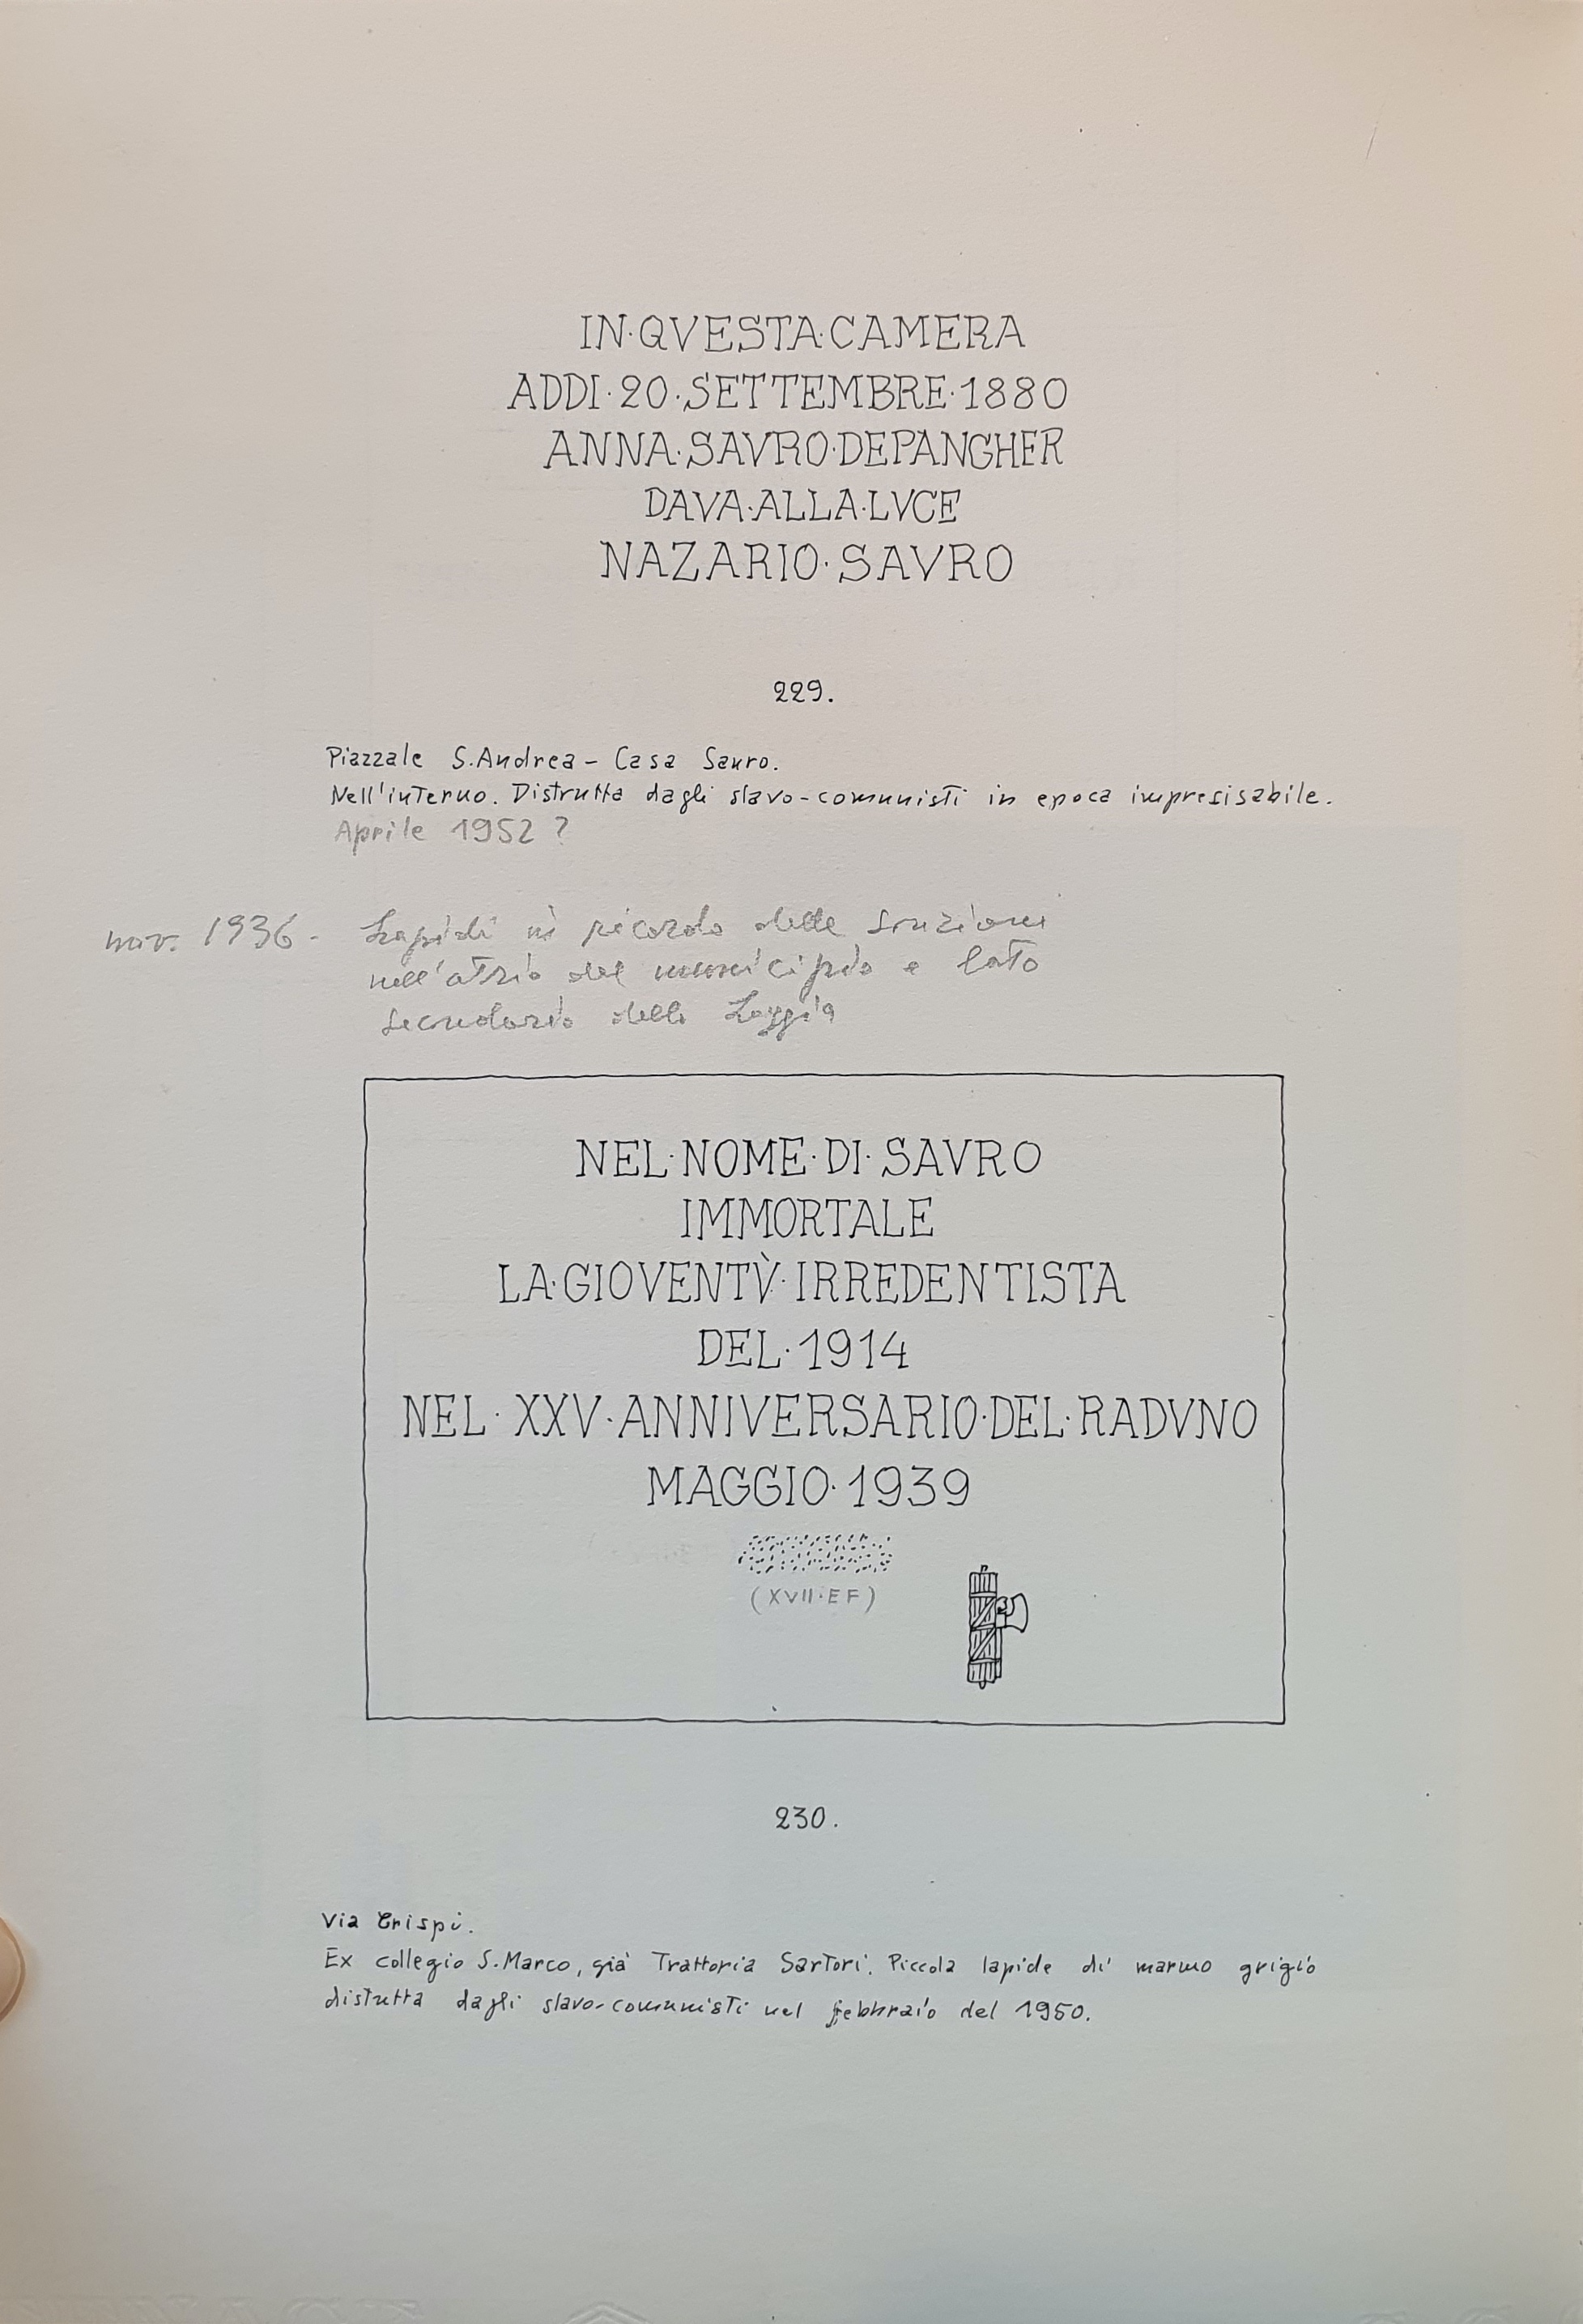 IN·QVESTA·CAMERA
ADDI·20·SETTEMBRE·1880
ANNA·SAVRO·DEPANGHER
DAVA·ALLA·LVCE
NAZARIO·SAVRO
229.
Piazzale S.Andrea - Casa Sauro.
Nell'interno. Distrutta dagli slavo-comunisti in epoca impresisabile.
Aprile 1952 ?
nov. 1936 - Lapidi in ricordo delle sanzioni
nell'atrio del municipio e lato
secondario della Loggia
NEL·NOME·DI·SAVRO
IMMORTALE
LA·GIOVENTV̀·IRREDENTISTA
DEL·1914
NEL·XXV·ANNIVERSARIO·DEL·RADVNO
MAGGIO·1939
(XVII·EF)
230.
Via Crispi.
Ex collegio S.Marco, già Trattoria Sartori. Piccola lapide di marmo grigio
distrutta dagli slavo-comunisti nel febbraio del 1950.